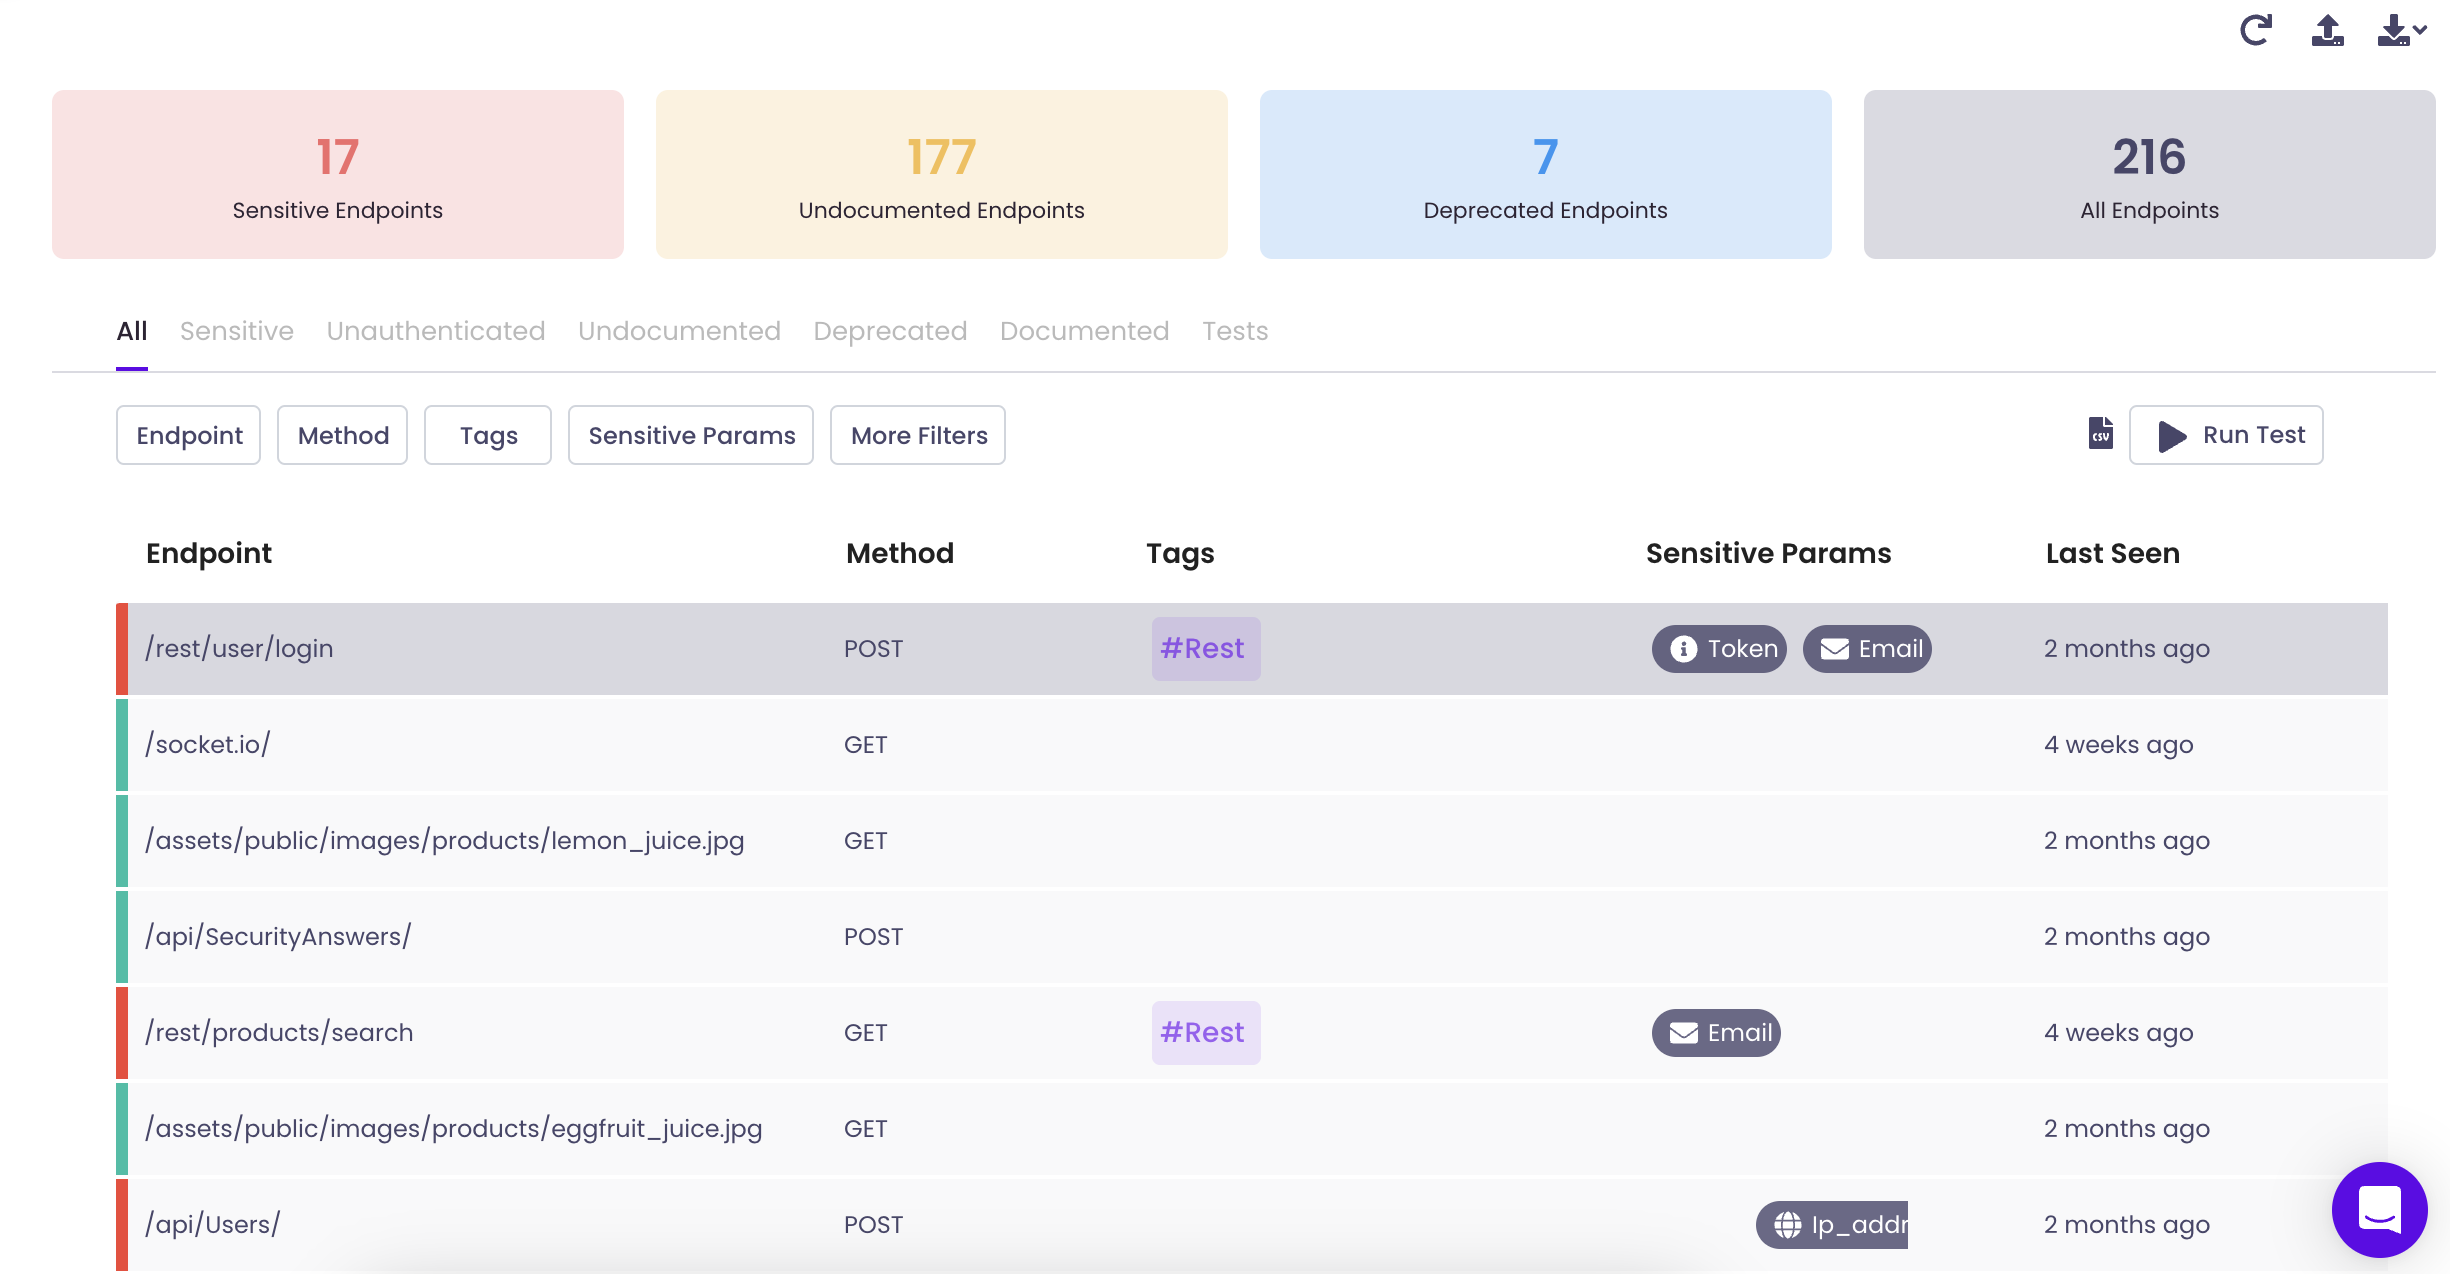 17
Sensitive Endpoints
177
Undocumented Endpoints
7
Deprecated Endpoints
216
All Endpoints
All Sensitive Unauthenticated Undocumented Deprecated Documented Tests
Endpoint Method Tags Sensitive Params More Filters CSV Run Test
Endpoint Method Tags Sensitive Params Last Seen
/rest/user/login POST #Rest Token Email 2 months ago
/socket.io/ GET 4 weeks ago
/assets/public/images/products/lemon_juice.jpg GET 2 months ago
/api/SecurityAnswers/ POST 2 months ago
/rest/products/search GET #Rest Email 4 weeks ago
/assets/public/images/products/eggfruit_juice.jpg GET 2 months ago
/api/Users/ POST Ip_addr 2 months ago